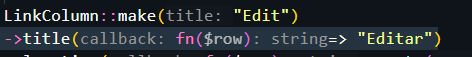 LinkColumn::make(title: "Edit")
->title(callback: fn($row): string=> "Editar")